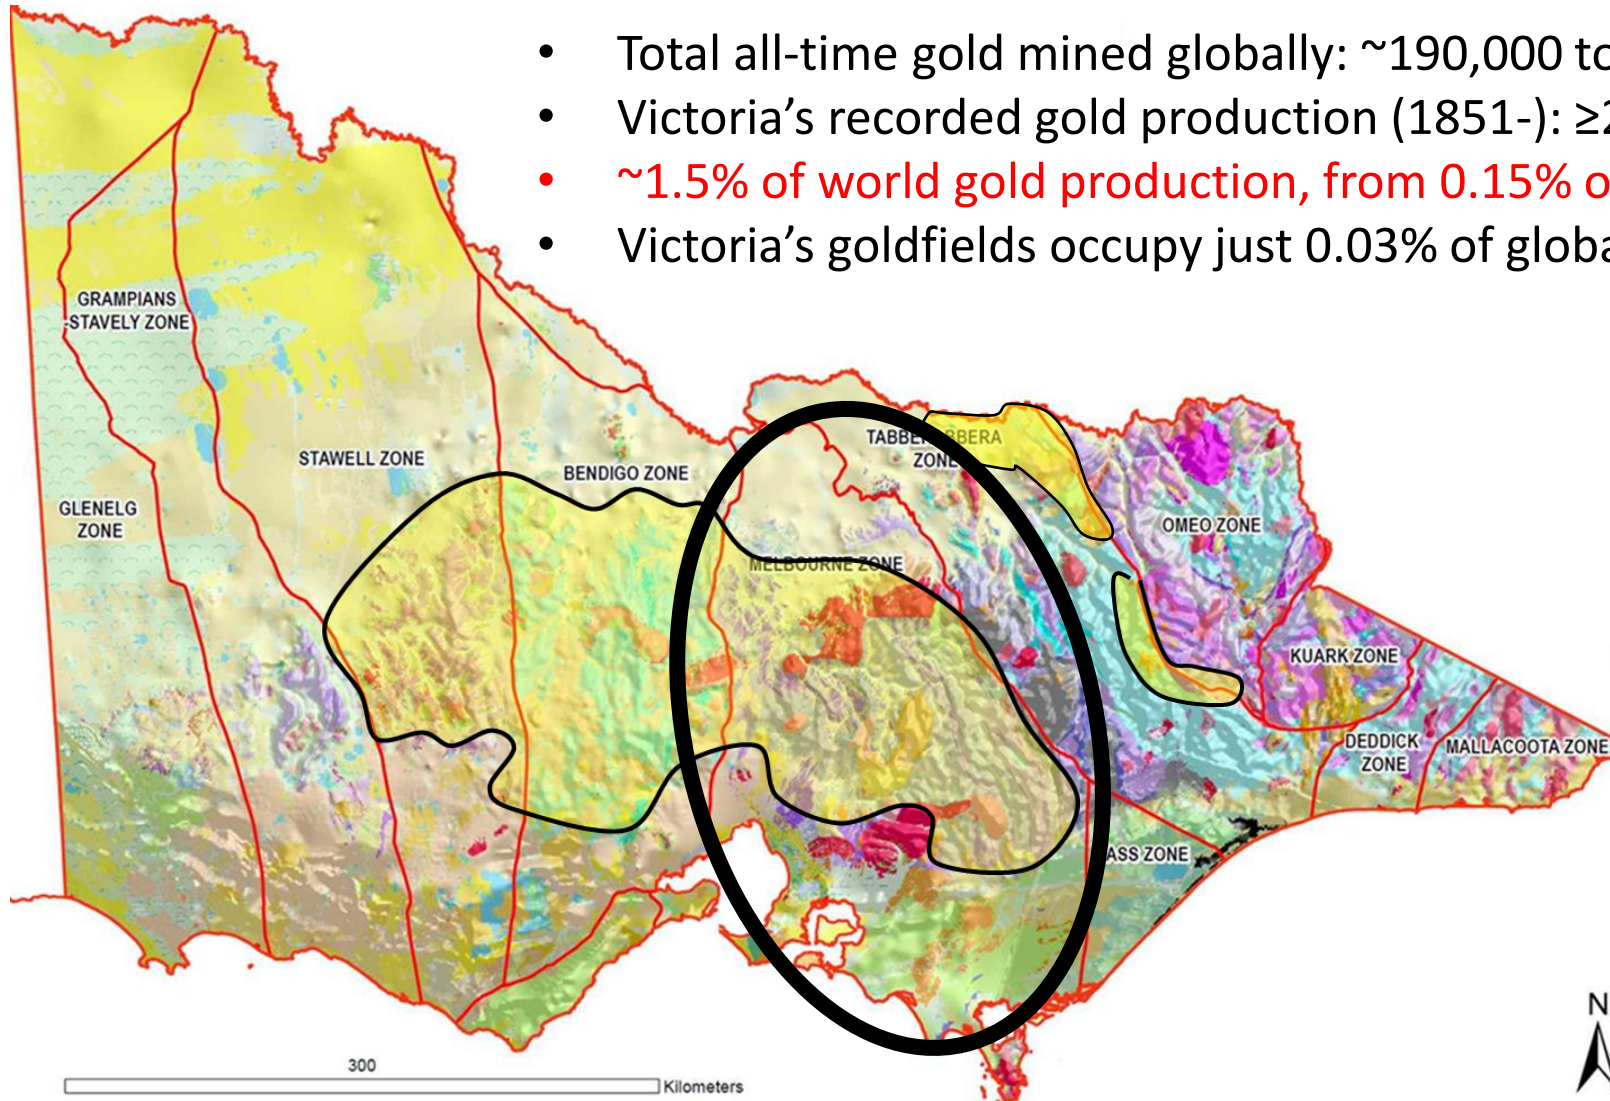 • Total all-time gold mined globally: ~190,000 to
• Victoria’s recorded gold production (1851-): ≥2
• ~1.5% of world gold production, from 0.15% o
• Victoria’s goldfields occupy just 0.03% of globa
GRAMPIANS
-STAVELY ZONE
STAWELL ZONE
BENDIGO ZONE
GLENELG
ZONE
TABBERABBERA
ZONE
OMEO ZONE
MELBOURNE ZONE
KUARK ZONE
DEDDICK
ZONE
MALLACOOTA ZONE
ASS ZONE
N
300
Kilometers